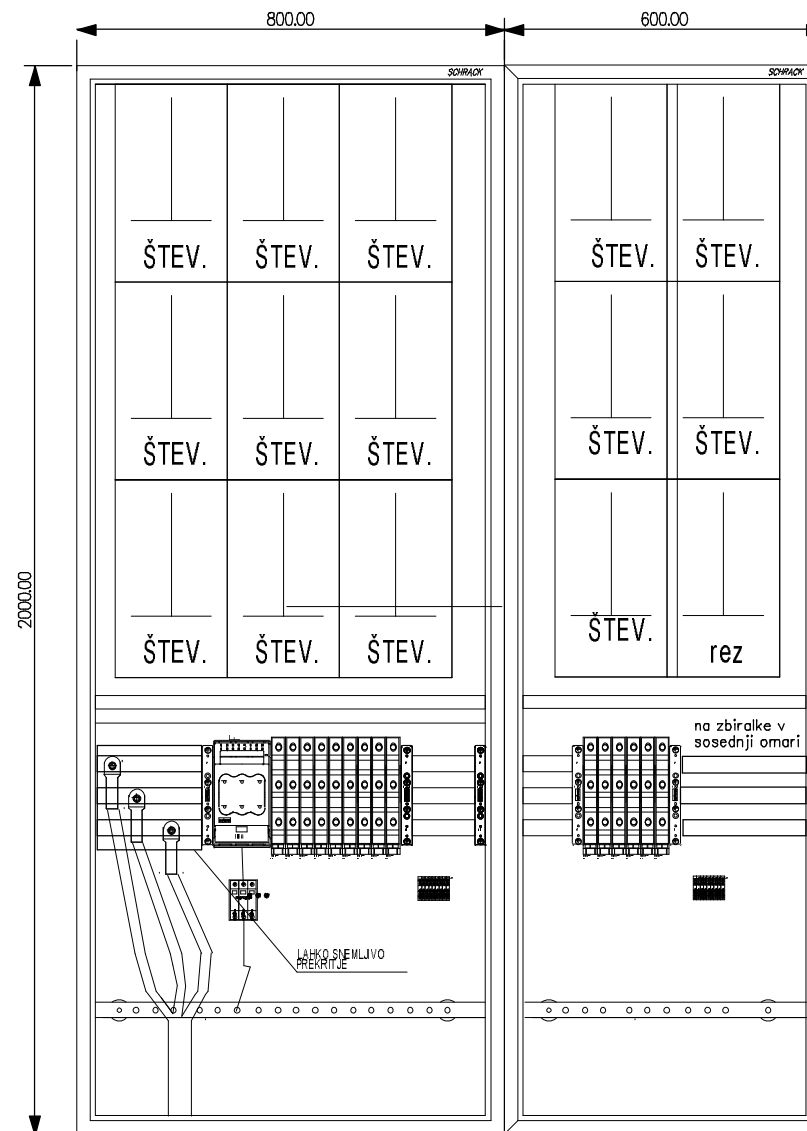 800.00
600.00
SCHRACK
SCHRACK
2000.00
ŠTEV.
ŠTEV.
ŠTEV.
ŠTEV.
ŠTEV.
ŠTEV.
ŠTEV.
ŠTEV.
ŠTEV.
ŠTEV.
ŠTEV.
ŠTEV.
ŠTEV.
ŠTEV.
rez
na zbiralke v
sosednji omari
LAHKO SNEMLJIVO
PREKRITJE